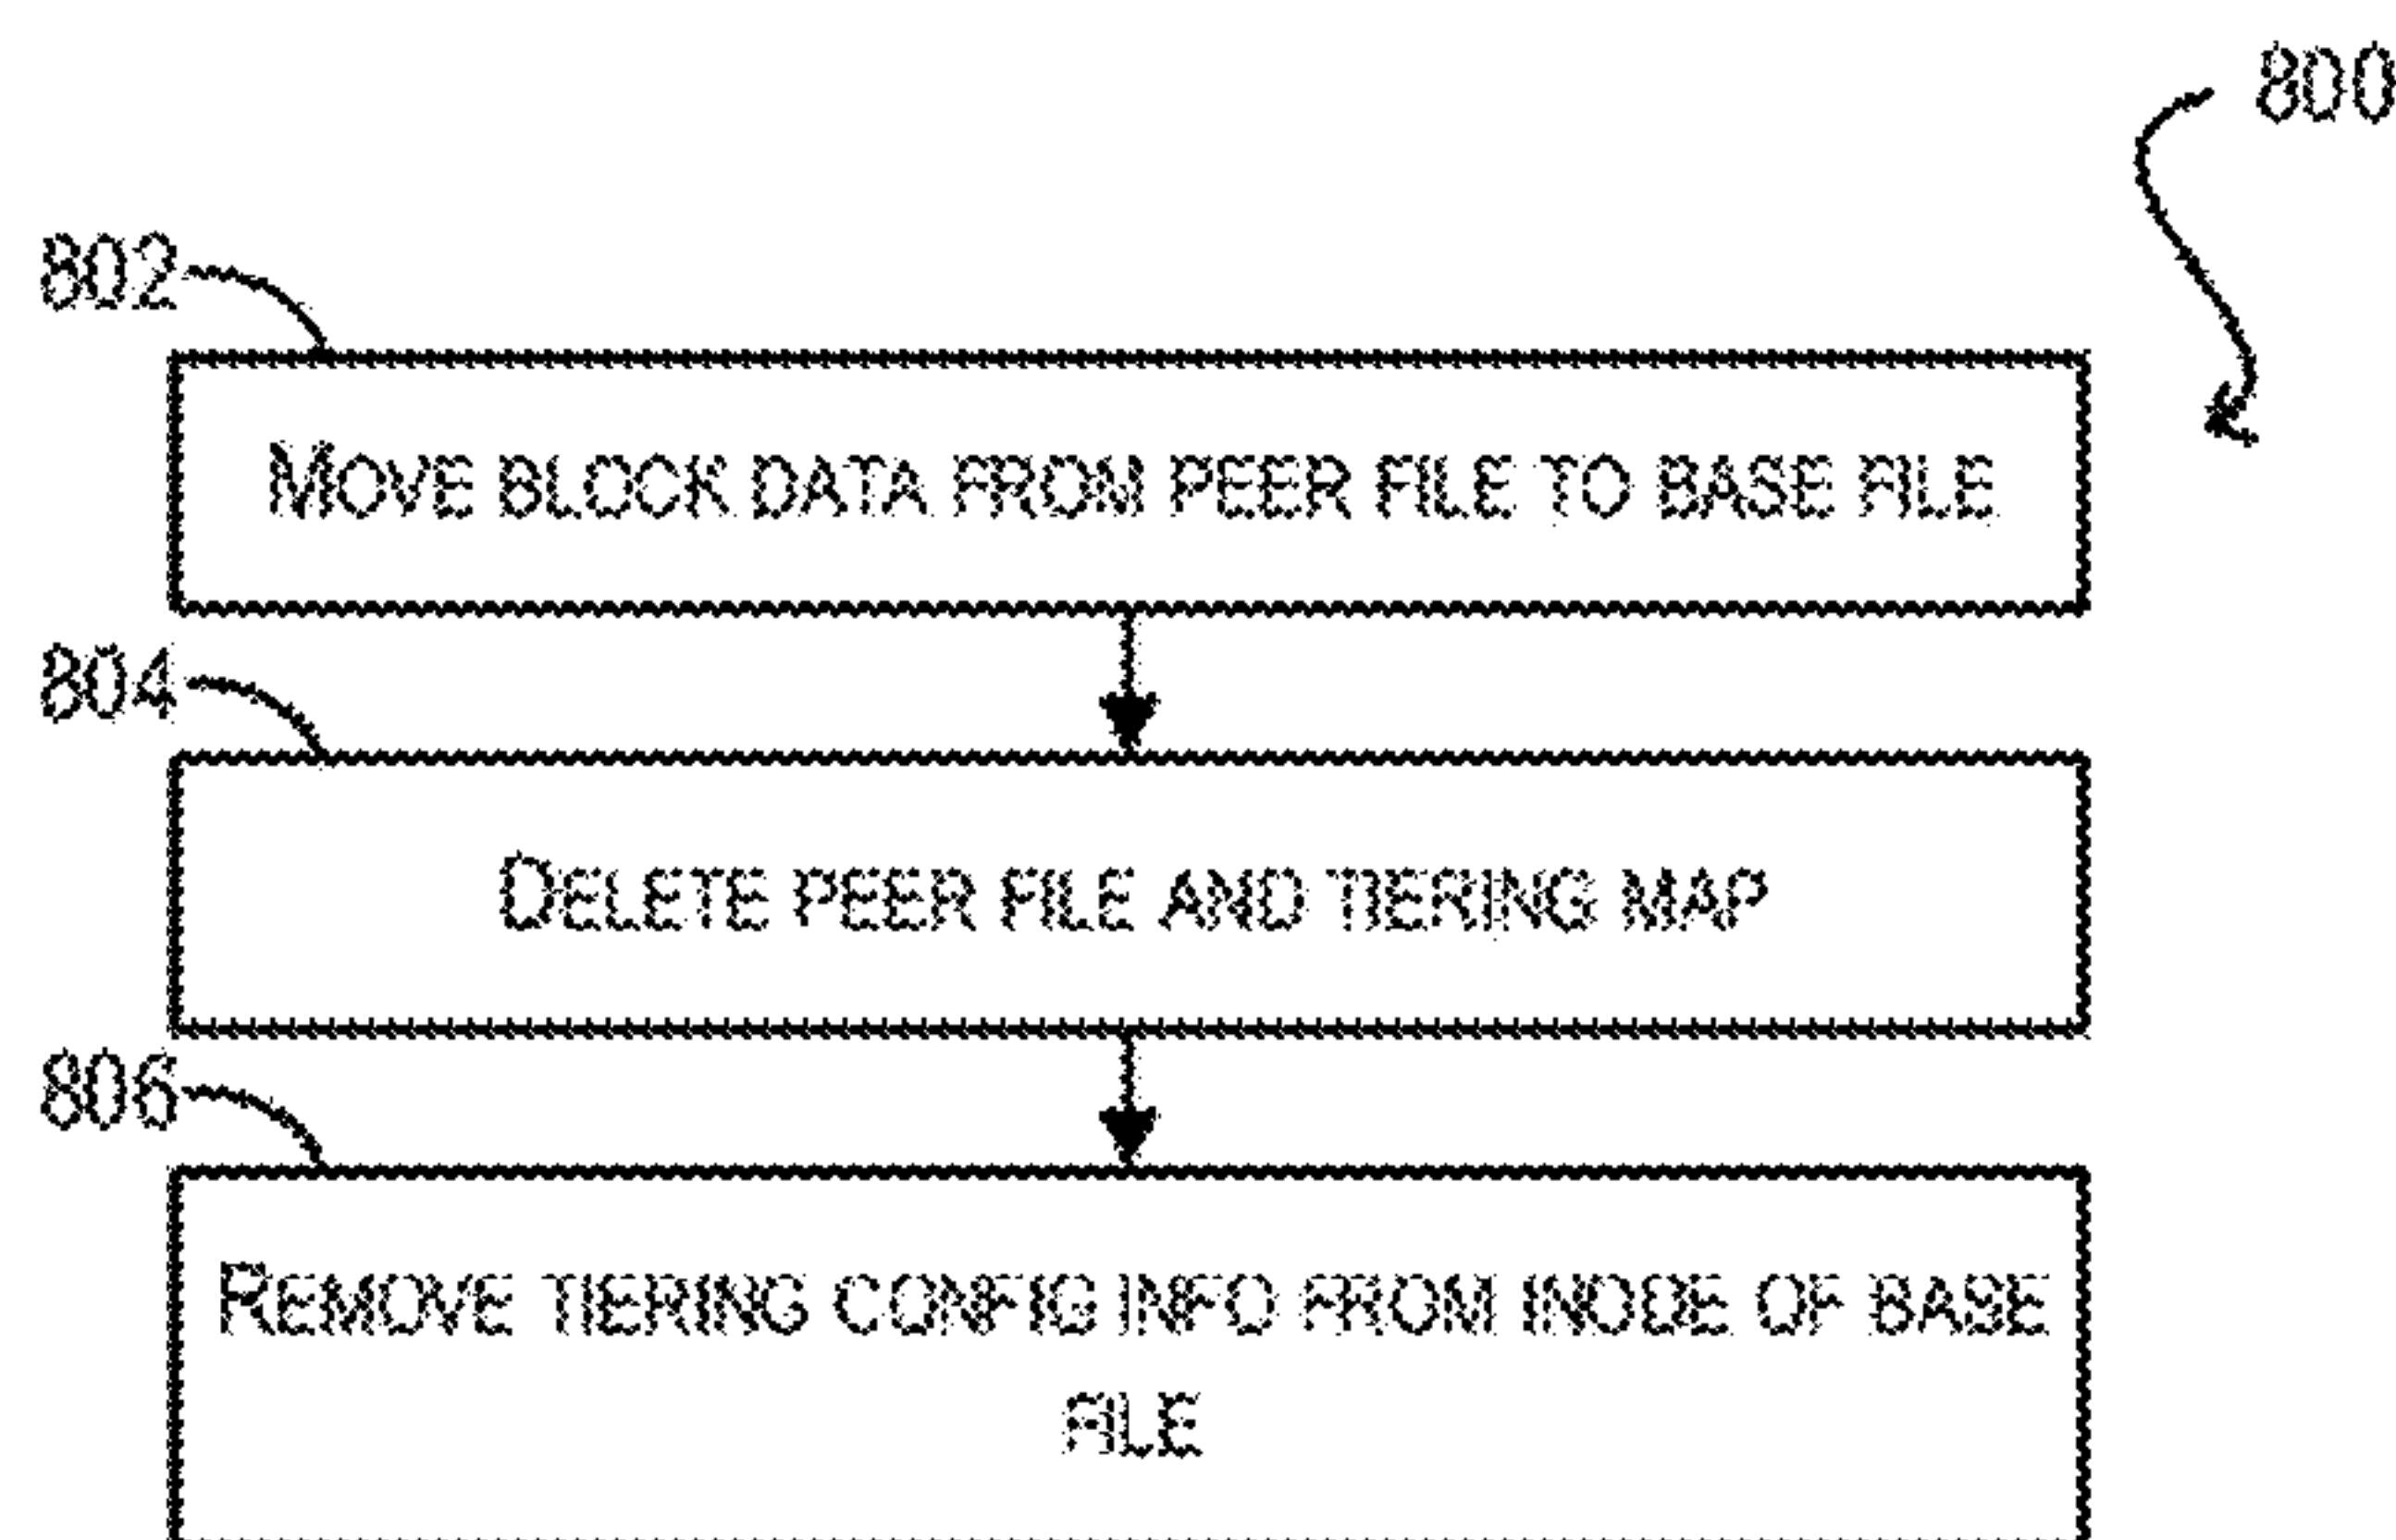 800
802
MOVE BLOCK DATA FROM PEER FILE TO BASE FILE
804
DELETE PEER FILE AND TIERING MAP
806
REMOVE TIERING CONFIG INFO FROM INODE OF BASE
FILE